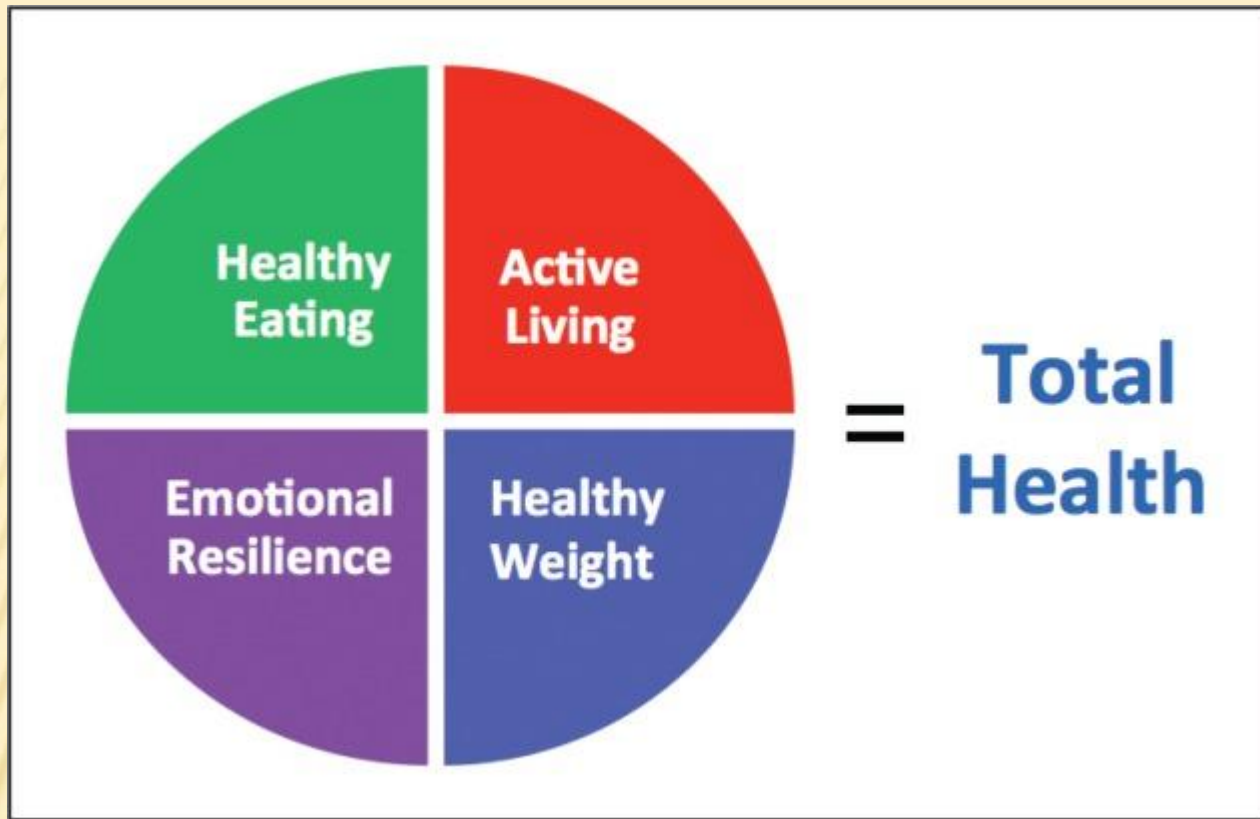 Healthy
Eating
Active
Living
Emotional
Resilience
Healthy
Weight
=
Total
Health